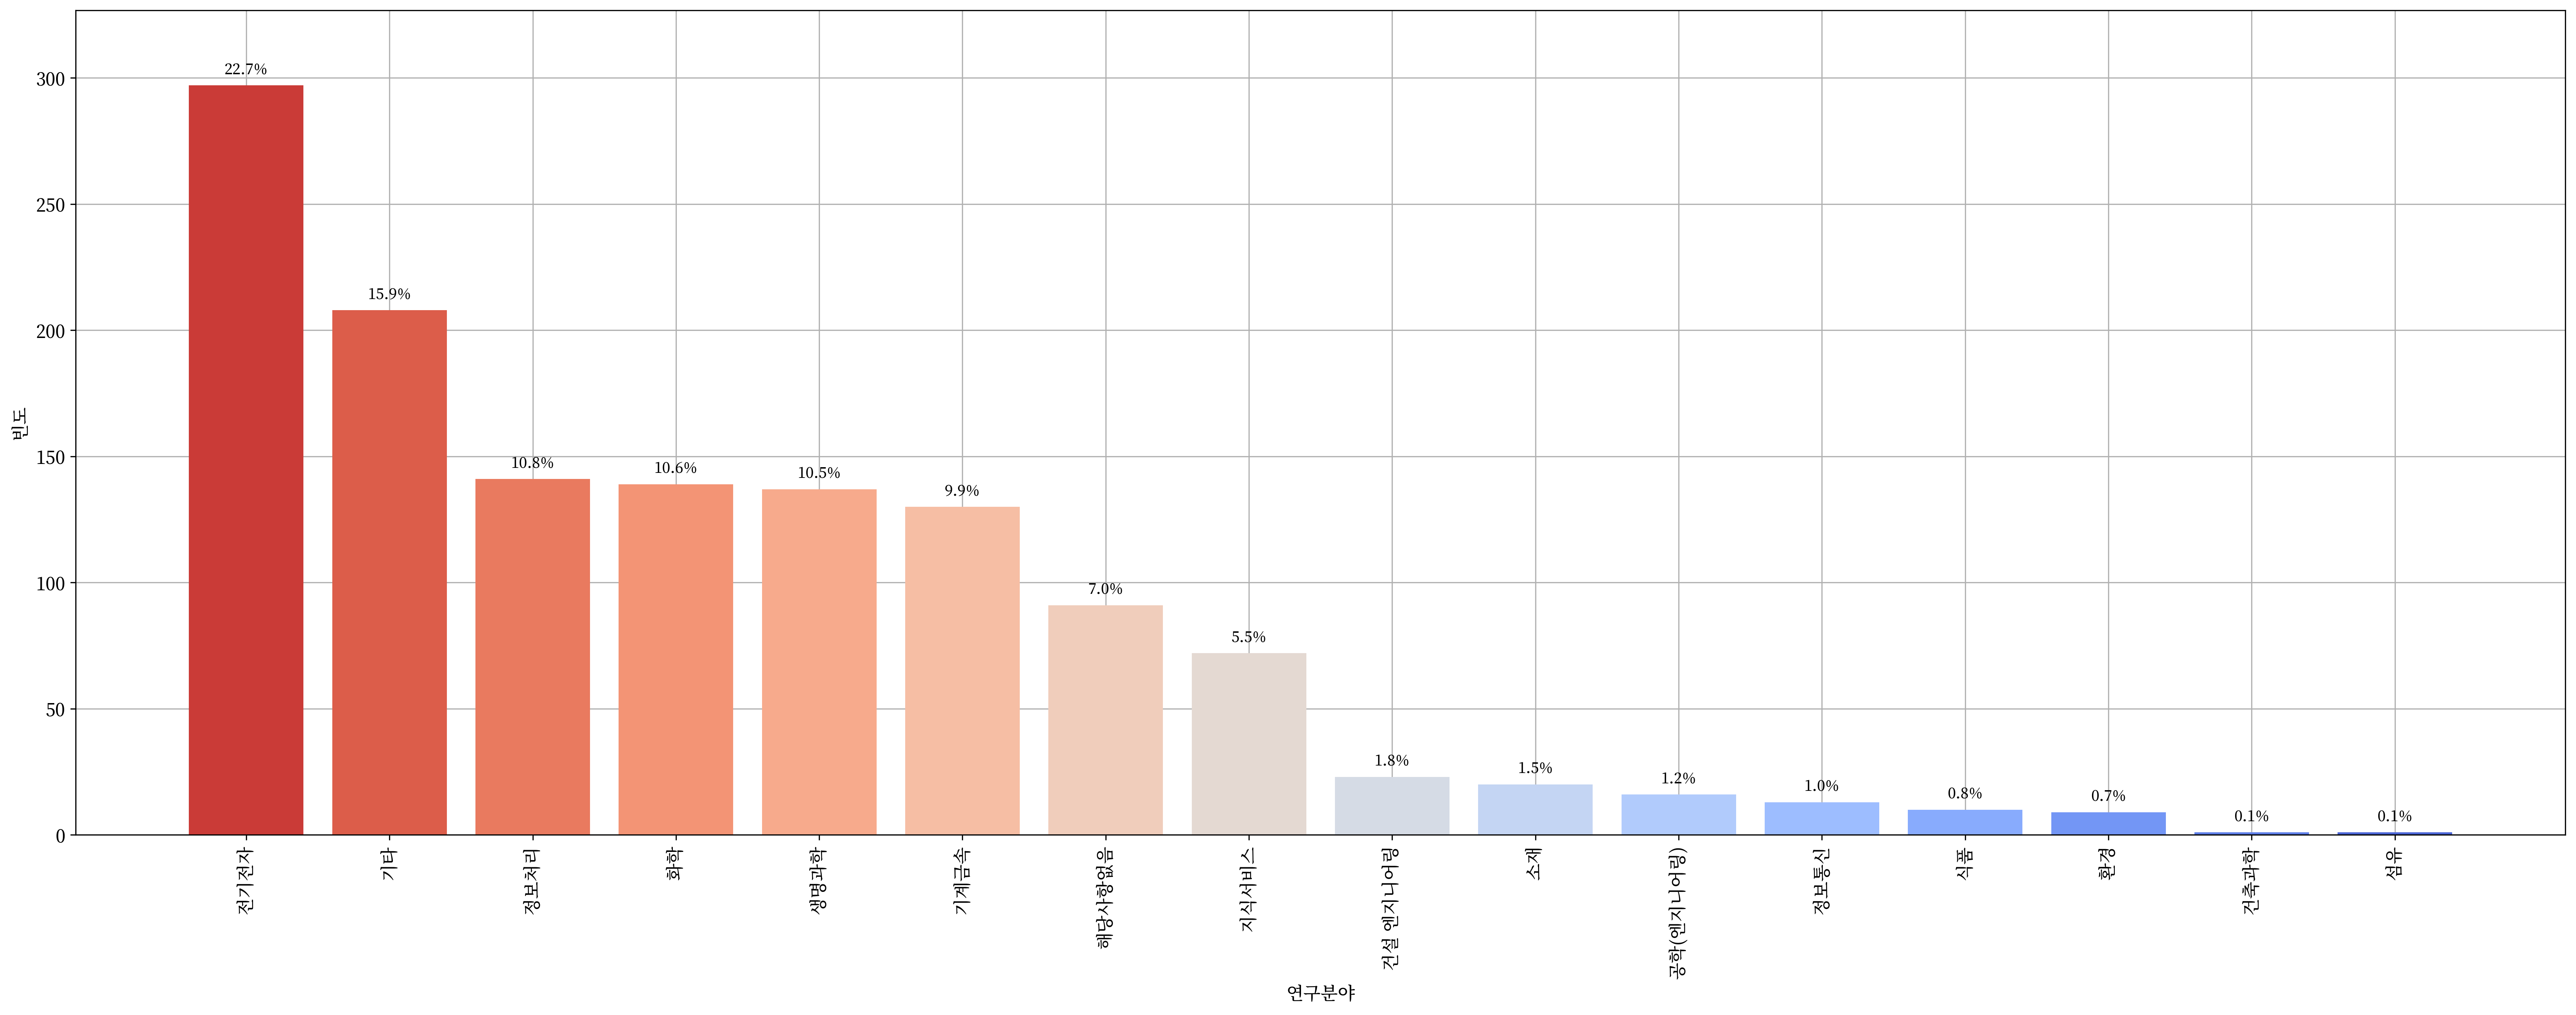 빈도
300
250
200
150
100
50
0
22.7%
15.9%
10.8%
10.6%
10.5%
9.9%
7.0%
5.5%
1.8%
1.5%
1.2%
1.0%
0.8%
0.7%
0.1%
0.1%
전기전자
기타
정보처리
화학
생명과학
기계금속
해당사항없음
지식서비스
건설 엔지니어링
소재
공학(엔지니어링)
정보통신
식품
환경
건축과학
섬유
연구분야